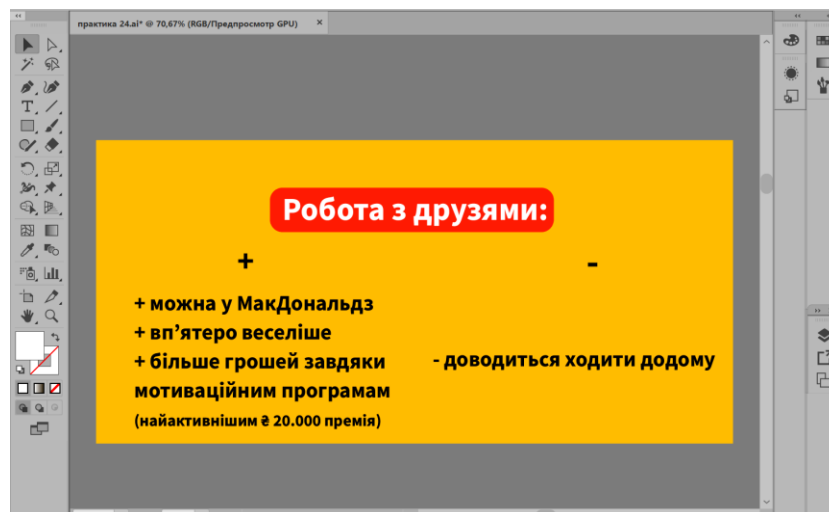 практика 24.ai* @ 70,67% (RGB/Предпросмотр GPU) ×
Робота з друзями:
+
-
+ можна у МакДональдз
+ вп’ятеро веселіше
+ більше грошей завдяки
мотиваційним програмам
(найактивнішим ₴ 20.000 премія)
- доводиться ходити додому